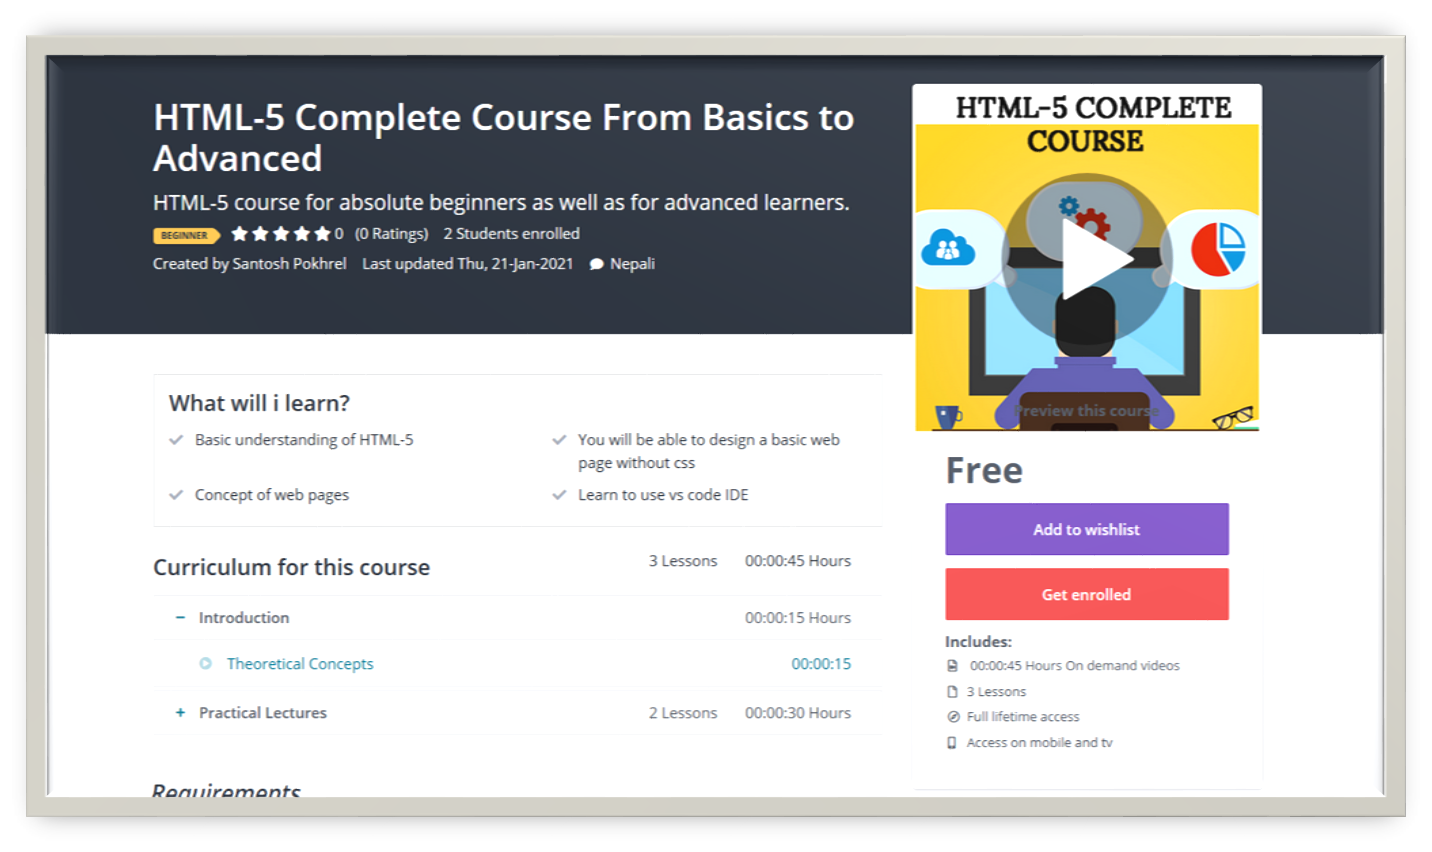 HTML-5 Complete Course From Basics to
Advanced
HTML-5 course for absolute beginners as well as for advanced learners.
BEGINNER 0 (0 Ratings) 2 Students enrolled
Created by Santosh Pokhrel Last updated Thu, 21-Jan-2021 Nepali
HTML-5 COMPLETE
COURSE
Preview this course
What will i learn?
Basic understanding of HTML-5
You will be able to design a basic web
page without css
Concept of web pages
Learn to use vs code IDE
Curriculum for this course 3 Lessons 00:00:45 Hours
− Introduction 00:00:15 Hours
Theoretical Concepts 00:00:15
+ Practical Lectures 2 Lessons 00:00:30 Hours
Requirements
Free
Add to wishlist
Get enrolled
Includes:
00:00:45 Hours On demand videos
3 Lessons
Full lifetime access
Access on mobile and tv